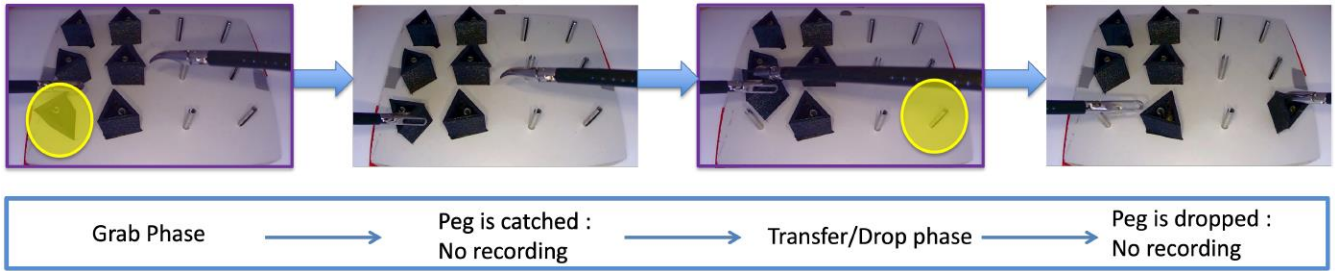 Grab Phase
Peg is catched :
No recording
Transfer/Drop phase
Peg is dropped :
No recording